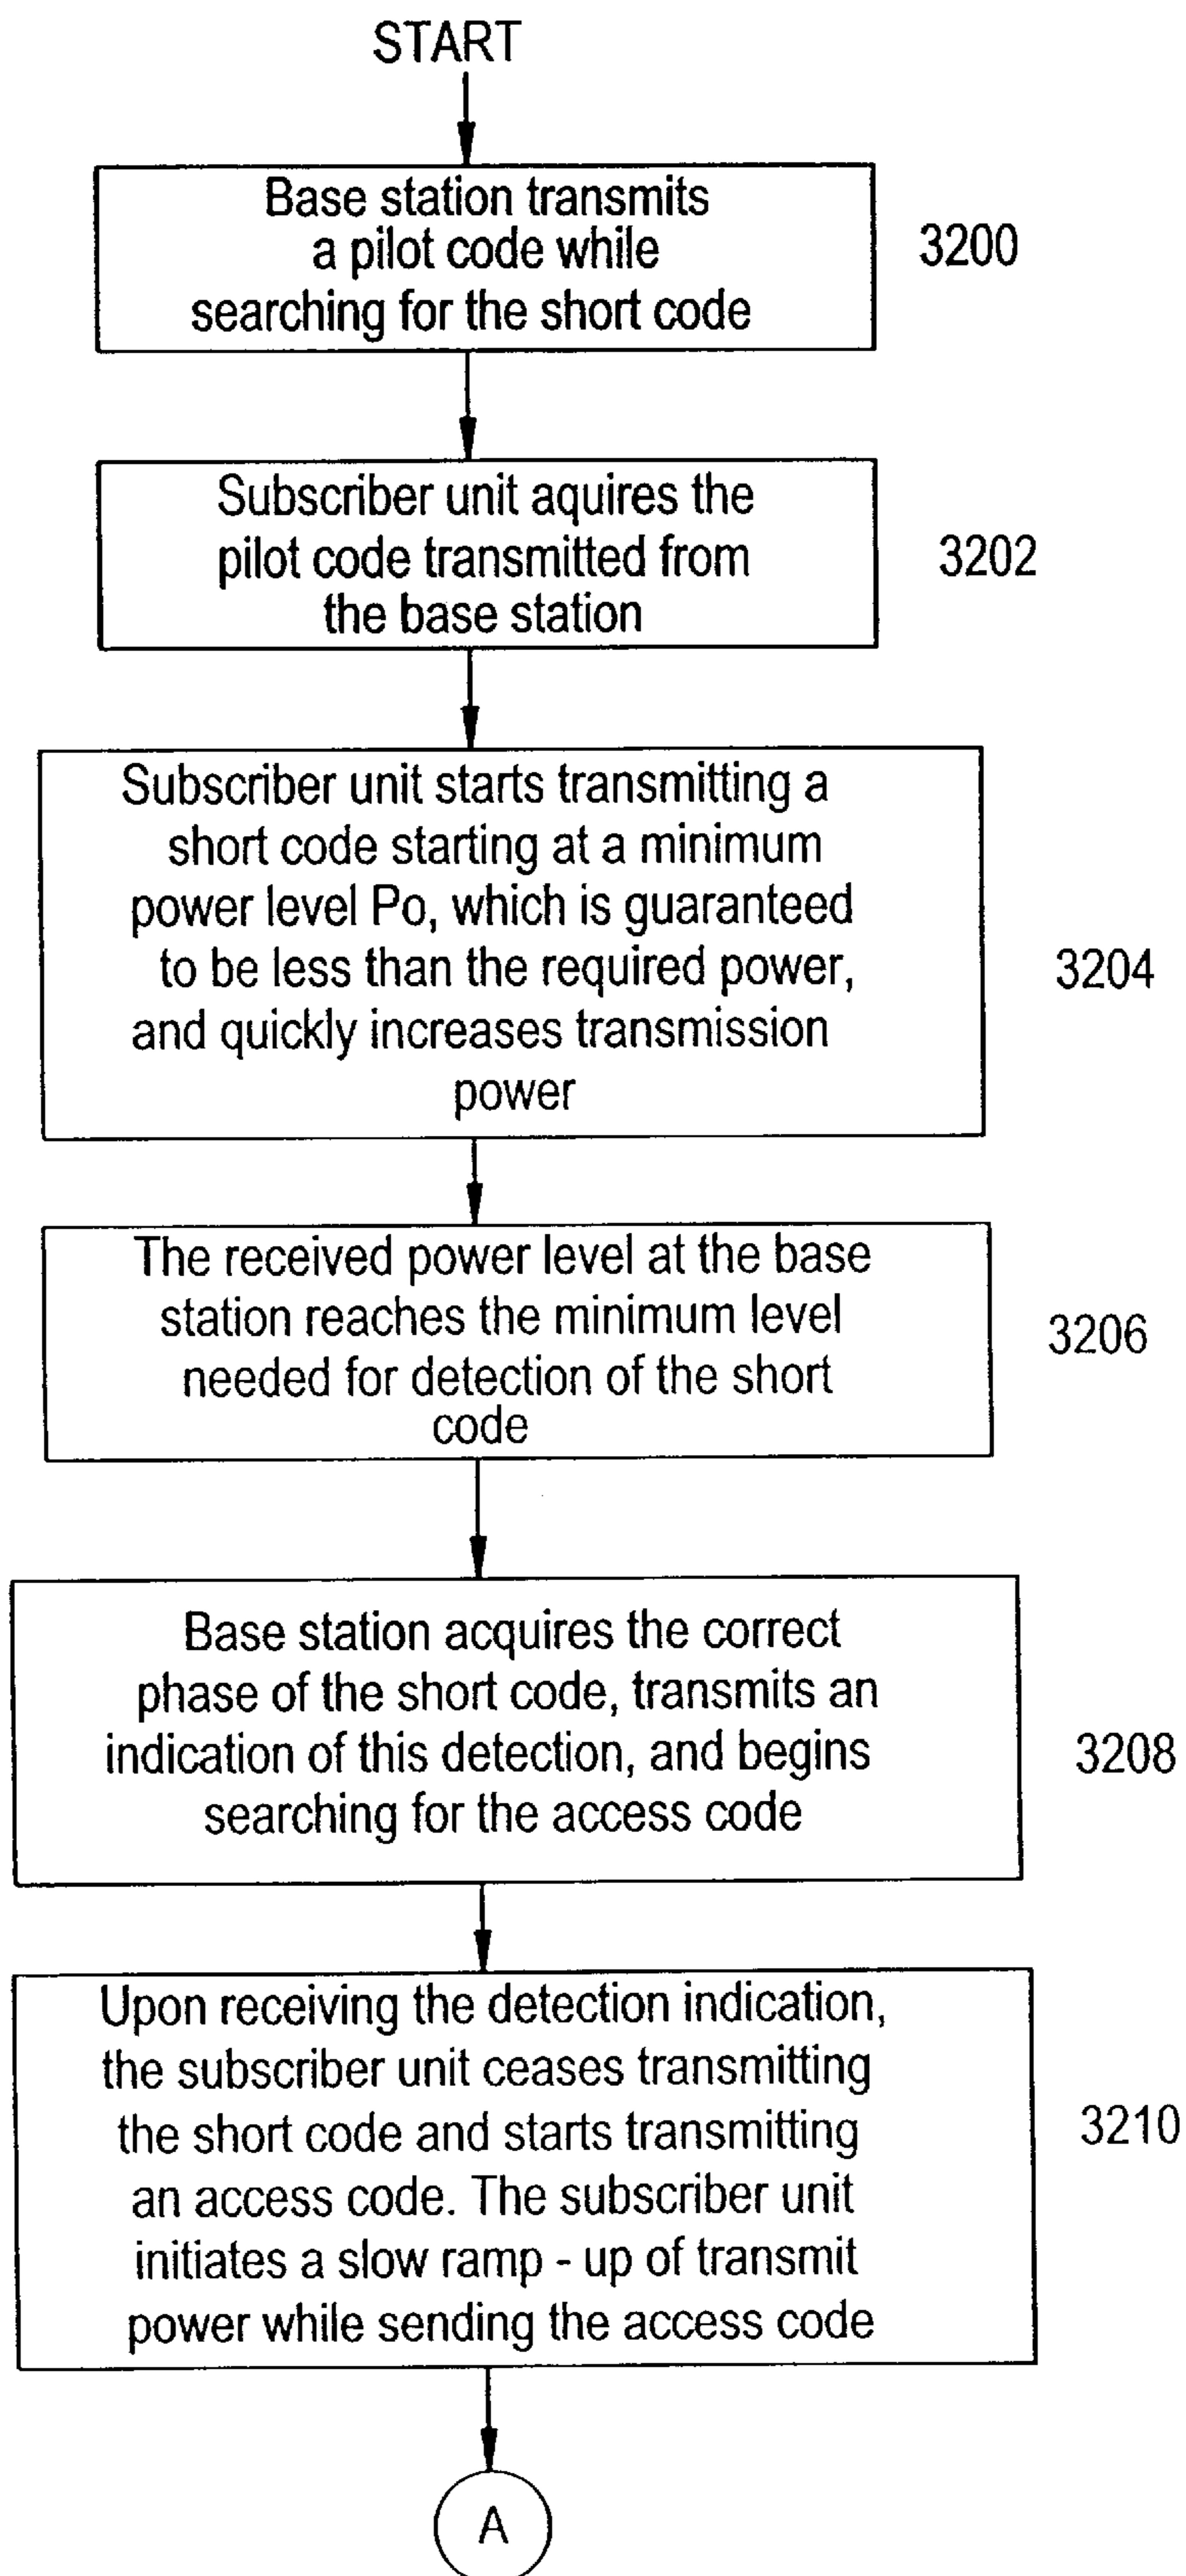 START
Base station transmits
a pilot code while
searching for the short code
3200
Subscriber unit aquires the
pilot code transmitted from
the base station
3202
Subscriber unit starts transmitting a
short code starting at a minimum
power level Po, which is guaranteed
to be less than the required power,
and quickly increases transmission
power
3204
The received power level at the base
station reaches the minimum level
needed for detection of the short
code
3206
Base station acquires the correct
phase of the short code, transmits an
indication of this detection, and begins
searching for the access code
3208
Upon receiving the detection indication,
the subscriber unit ceases transmitting
the short code and starts transmitting
an access code. The subscriber unit
initiates a slow ramp - up of transmit
power while sending the access code
3210
A